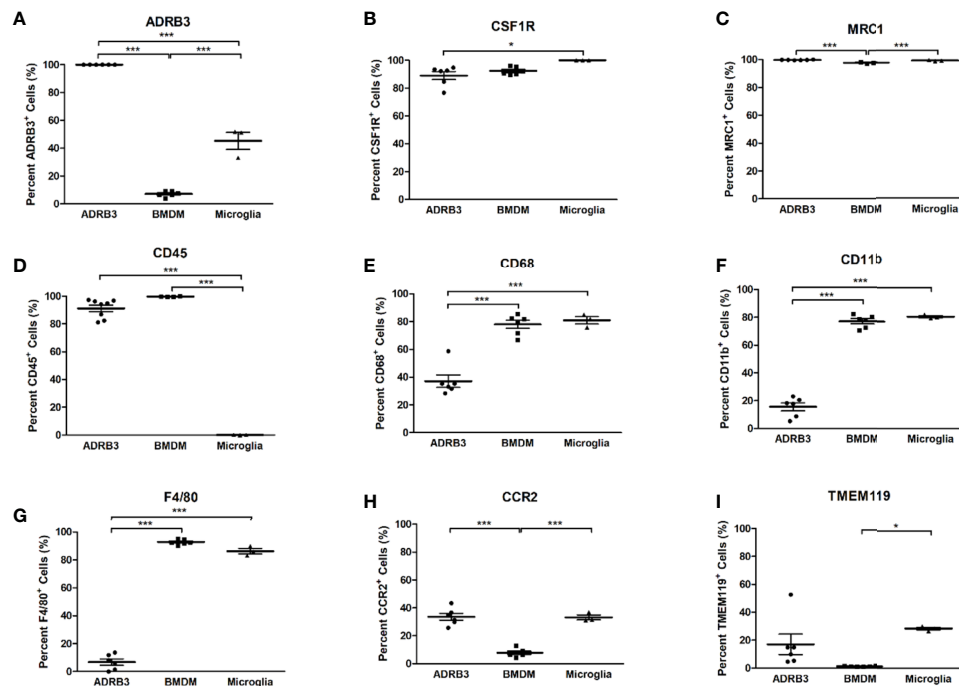 A
ADRB3
***
***
***
Percent ADRB3+ Cells (%)
100
80
60
40
20
0
ADRB3 BMDM Microglia
B
CSF1R
*
Percent CSF1R+ Cells (%)
100
80
60
40
20
0
ADRB3 BMDM Microglia
C
MRC1
***
***
Percent MRC1+ Cells (%)
100
80
60
40
20
0
ADRB3 BMDM Microglia
D
CD45
***
***
Percent CD45+ Cells (%)
100
80
60
40
20
0
ADRB3 BMDM Microglia
E
CD68
***
***
Percent CD68+ Cells (%)
100
80
60
40
20
0
ADRB3 BMDM Microglia
F
CD11b
***
***
Percent CD11b+ Cells (%)
100
80
60
40
20
0
ADRB3 BMDM Microglia
G
F4/80
***
***
Percent F4/80+ Cells (%)
100
80
60
40
20
0
ADRB3 BMDM Microglia
H
CCR2
***
***
Percent CCR2+ Cells (%)
100
80
60
40
20
0
ADRB3 BMDM Microglia
I
TMEM119
*
Percent TMEM119+ Cells (%)
100
80
60
40
20
0
ADRB3 BMDM Microglia